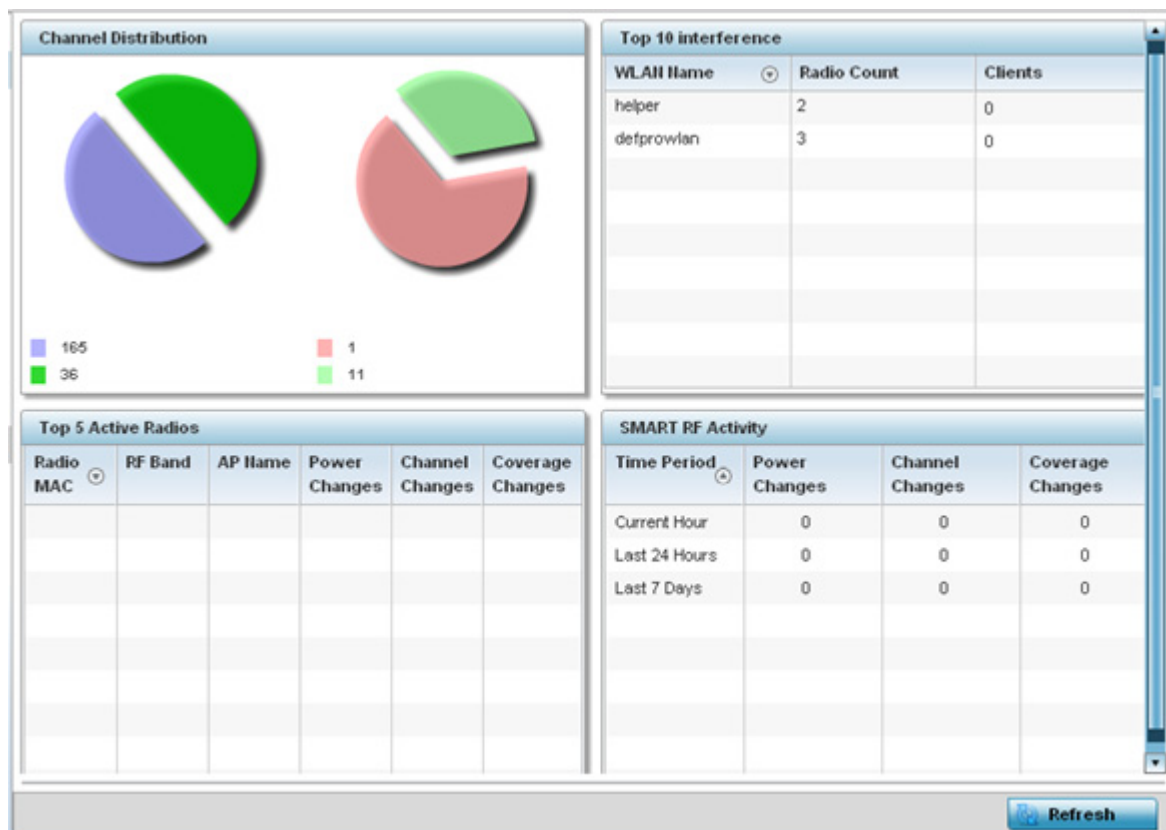 Channel Distribution
165
36
1
11
Top 10 interference
WLAN Name Radio Count Clients
helper 2 0
defprowlan 3 0
Top 5 Active Radios
Radio MAC RF Band AP Name Power Changes Channel Changes Coverage Changes
SMART RF Activity
Time Period Power Changes Channel Changes Coverage Changes
Current Hour 0 0 0
Last 24 Hours 0 0 0
Last 7 Days 0 0 0
Refresh